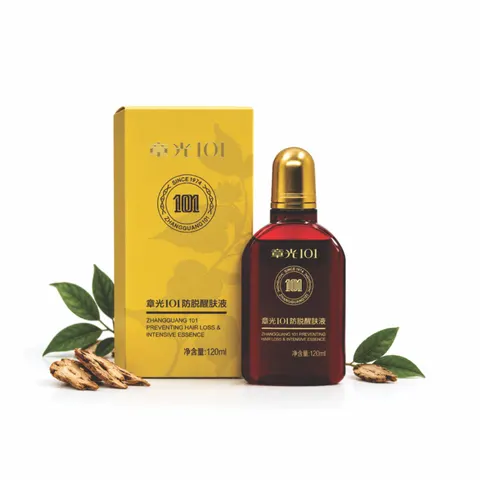 章光101
SINCE 1974
101
ZHANGGUANG101
章光101防脱醒肤液
ZHANGGUANG 101
PREVENTING HAIR LOSS &
INTENSIVE ESSENCE
净含量:120ml
章光101
SINCE 1974
101
ZHANGGUANG101
章光101防脱醒肤液
ZHANGGUANG 101 PREVENTING
HAIR LOSS & INTENSIVE ESSENCE
净含量:120ml